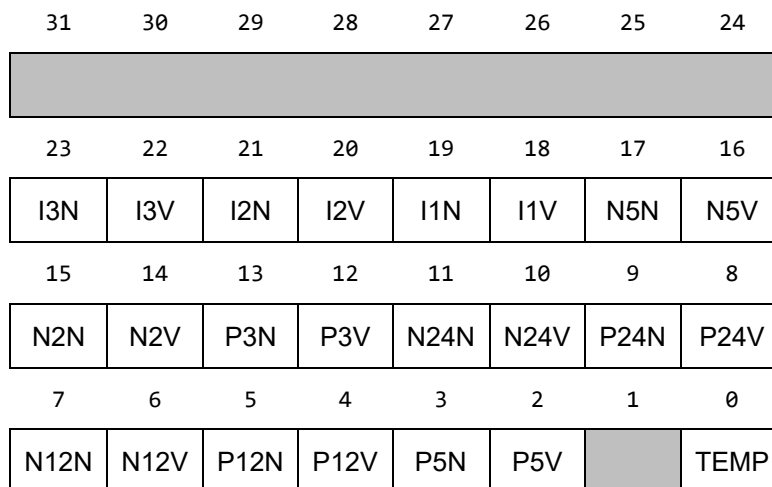 31 30 29 28 27 26 25 24
23 22 21 20 19 18 17 16
I3N I3V I2N I2V I1N I1V N5N N5V
15 14 13 12 11 10 9 8
N2N N2V P3N P3V N24N N24V P24N P24V
7 6 5 4 3 2 1 0
N12N N12V P12N P12V P5N P5V TEMP